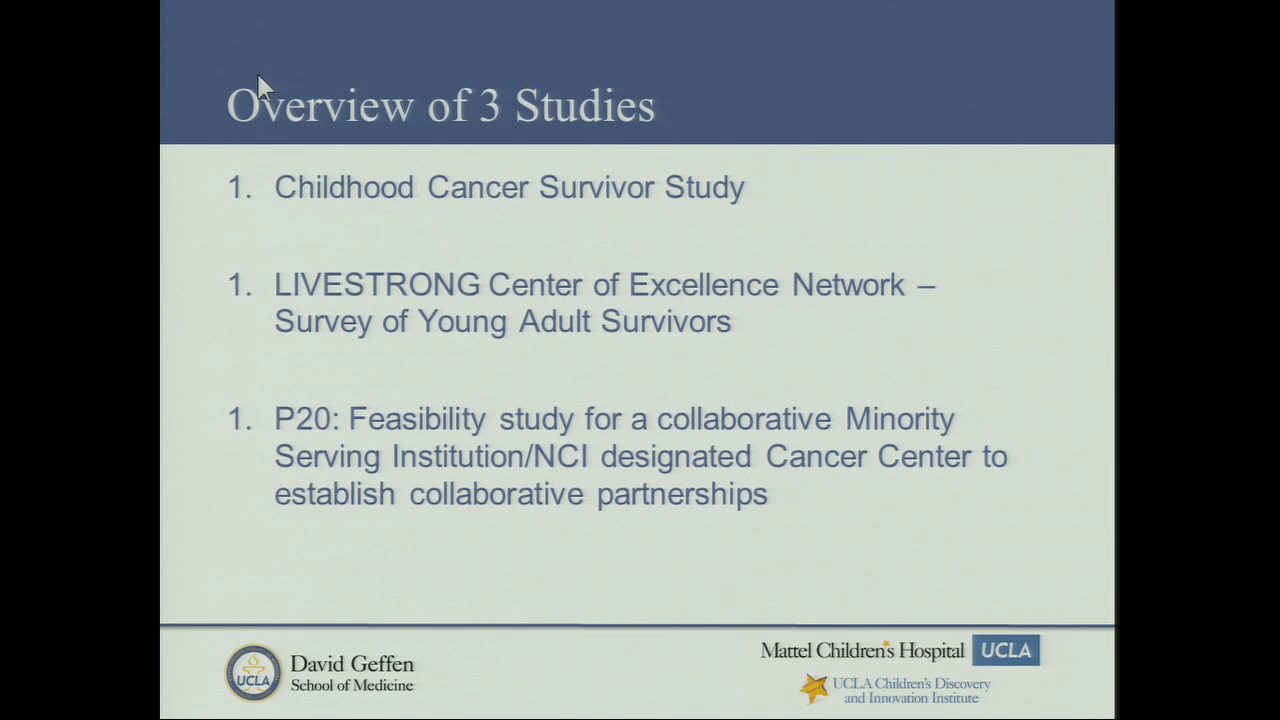 Overview of 3 Studies
1. Childhood Cancer Survivor Study
1. LIVESTRONG Center of Excellence Network –
Survey of Young Adult Survivors
1. P20: Feasibility study for a collaborative Minority
Serving Institution/NCI designated Cancer Center to
establish collaborative partnerships
UCLA
David Geffen
School of Medicine
Mattel Children's Hospital UCLA
UCLA Children's Discovery
and Innovation Institute